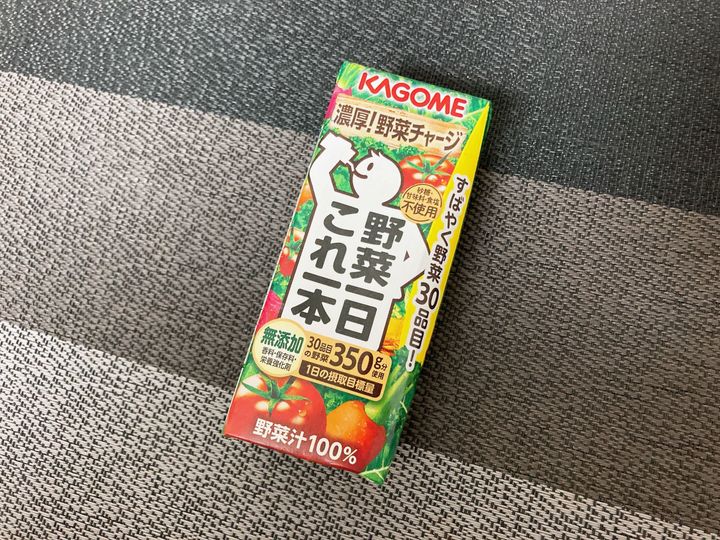 KAGOME
濃厚!野菜チャージ
砂糖・
甘味料・食塩
不使用
すばやく野菜30品目!
野菜一日
これ一本
無添加
香料・保存料・
栄養強化剤
30品目
の野菜
350g分
使用
1日の摂取目標量
野菜汁100%